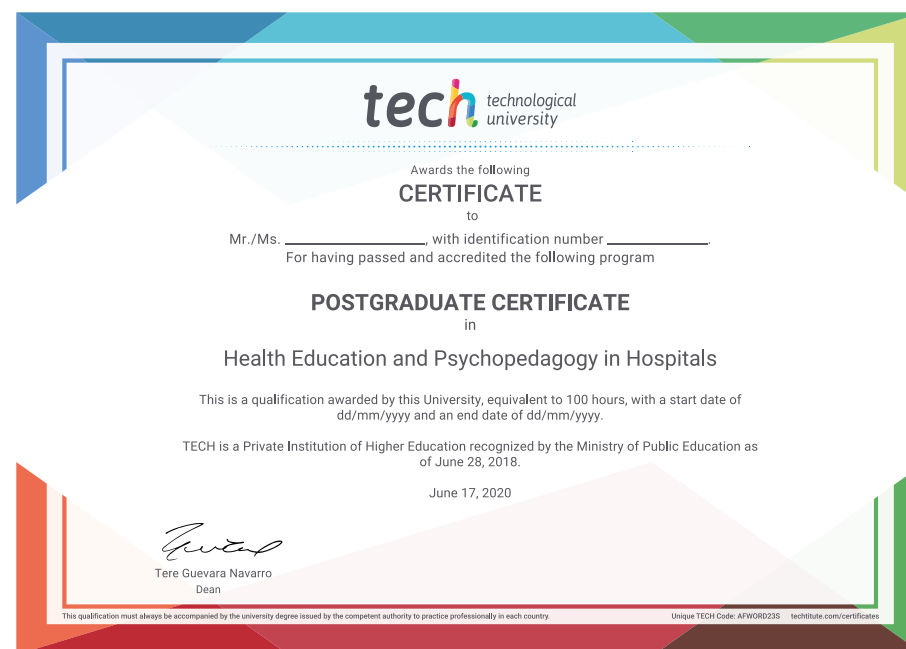 tech technological
university
Awards the following
CERTIFICATE
to
Mr./Ms. ____________, with identification number ____________.
For having passed and accredited the following program
POSTGRADUATE CERTIFICATE
in
Health Education and Psychopedagogy in Hospitals
This is a qualification awarded by this University, equivalent to 100 hours, with a start date of
dd/mm/yyyy and an end date of dd/mm/yyyy.
TECH is a Private Institution of Higher Education recognized by the Ministry of Public Education as
of June 28, 2018.
June 17, 2020
Tere Guevara Navarro
Dean
This qualification must always be accompanied by the university degree issued by the competent authority to practice professionally in each country.
Unique TECH Code: AFWORD23S techtitute.com/certificates